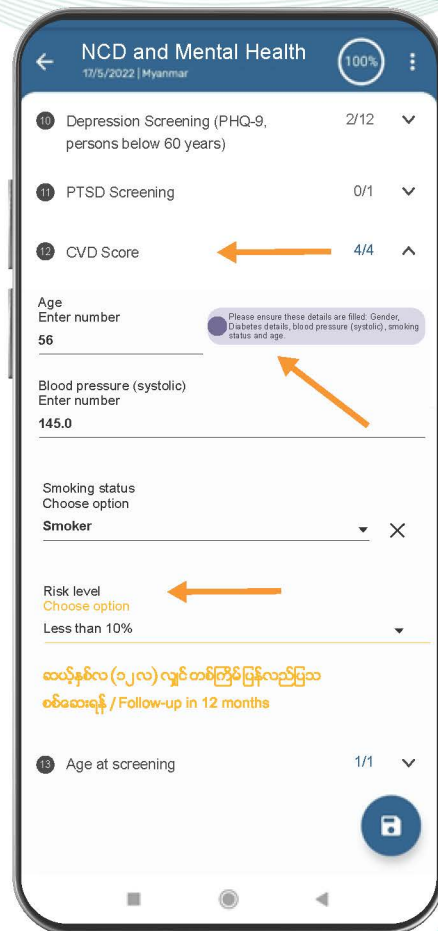 NCD and Mental Health
17/5/2022 | Myanmar
100%
10 Depression Screening (PHQ-9,
persons below 60 years)
2/12
11 PTSD Screening 0/1
12 CVD Score 4/4
Age
Enter number
56
Please ensure these details are filled: Gender,
Diabetes details, blood pressure (systolic), smoking
status and age.
Blood pressure (systolic)
Enter number
145.0
Smoking status
Choose option
Smoker
Risk level
Choose option
Less than 10%
ဆယ့်နှစ်လ (၁၂လ) လျှင် တစ်ကြိမ် ပြန်လည်ပြသ
စစ်ဆေးရန် / Follow-up in 12 months
13 Age at screening 1/1